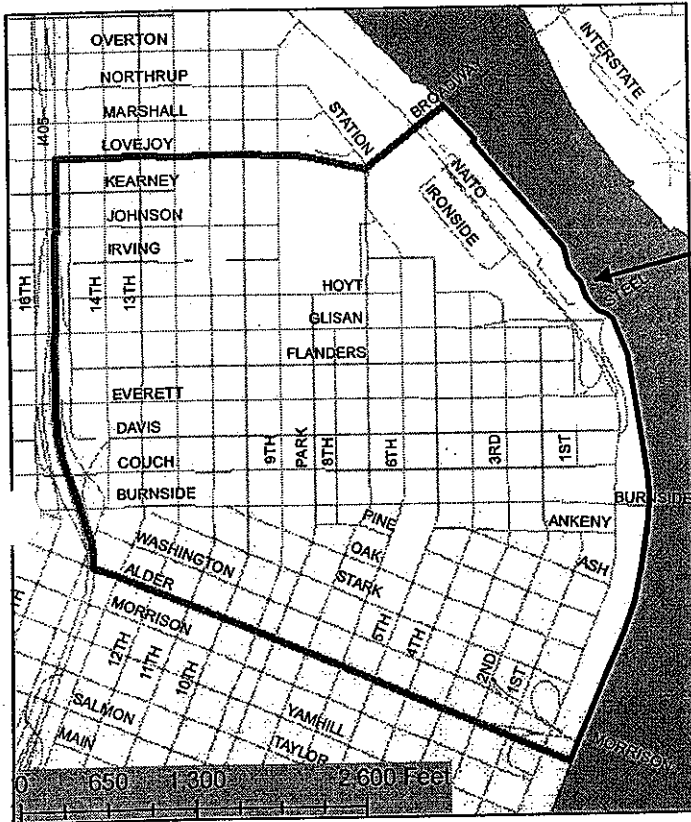 OVERTON
NORTHRUP
MARSHALL
LOVEJOY
KEARNEY
JOHNSON
IRVING
I405
STATION
BROADWAY
INTERSTATE
NAITO
IRONSIDE
STEEL
16TH
14TH
13TH
HOYT
GLISAN
FLANDERS
EVERETT
DAVIS
COUCH
BURNSIDE
9TH
PARK
8TH
6TH
3RD
1ST
BURNSIDE
ANKENY
PINE
OAK
STARK
ASH
WASHINGTON
ALDER
MORRISON
5TH
4TH
2ND
1ST
12TH
11TH
10TH
SALMON
MAIN
YAMHILL
TAYLOR
MORRISON
0 650 1,300 2,600 Feet